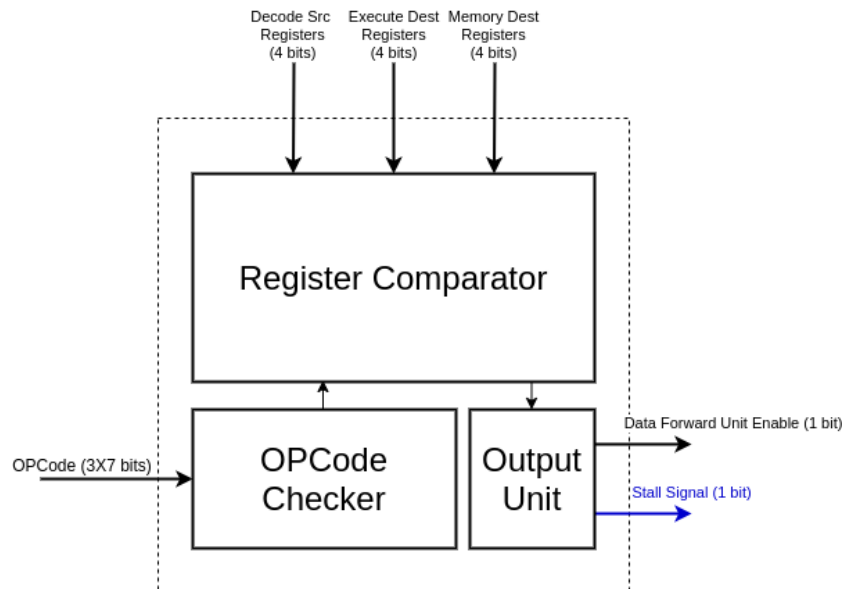 Decode Src
Registers
(4 bits)
Execute Dest
Registers
(4 bits)
Memory Dest
Registers
(4 bits)
Register Comparator
OPCode (3X7 bits)
OPCode
Checker
Output
Unit
Data Forward Unit Enable (1 bit)
Stall Signal (1 bit)